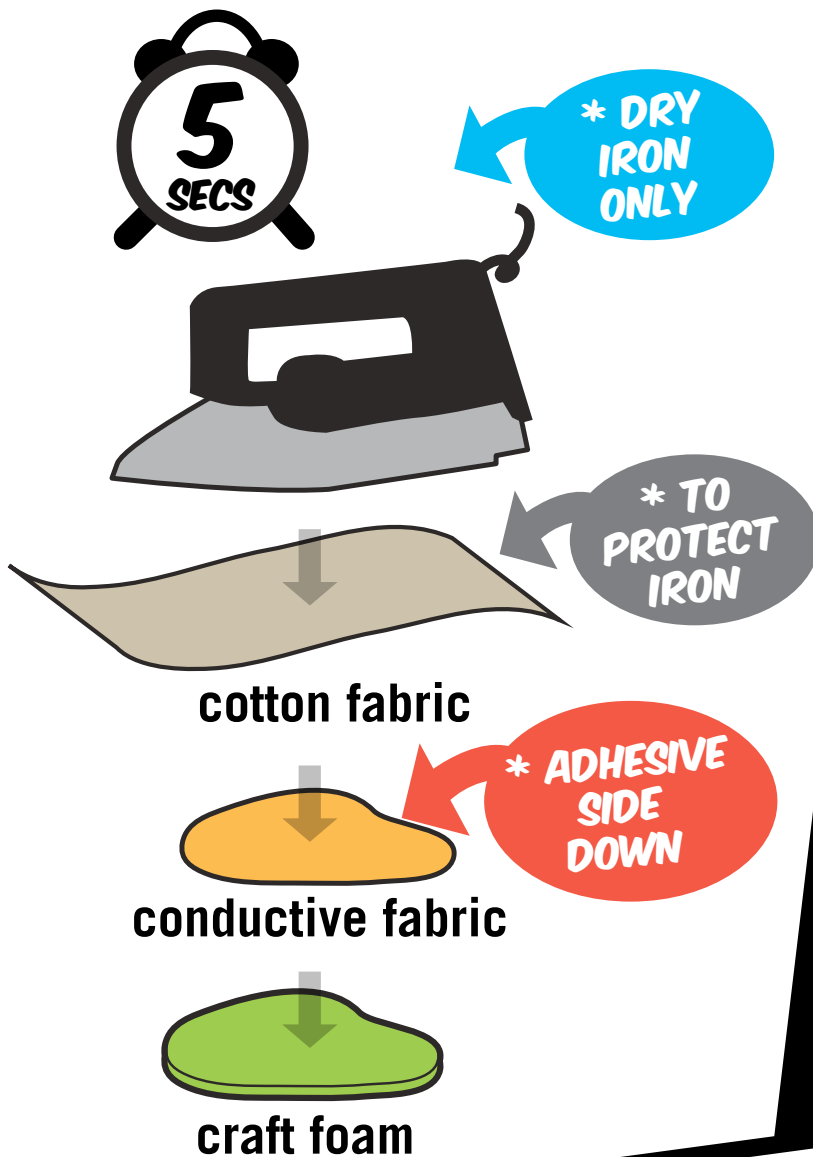 5
SECS
* DRY
IRON
ONLY
* TO
PROTECT
IRON
cotton fabric
* ADHESIVE
SIDE
DOWN
conductive fabric
craft foam